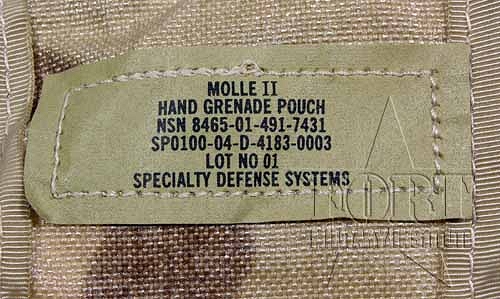 MOLLE II
HAND GRENADE POUCH
NSN 8465-01-491-7431
SP0100-04-D-4183-0003
LOT NO 01
SPECIALTY DEFENSE SYSTEMS
FORT